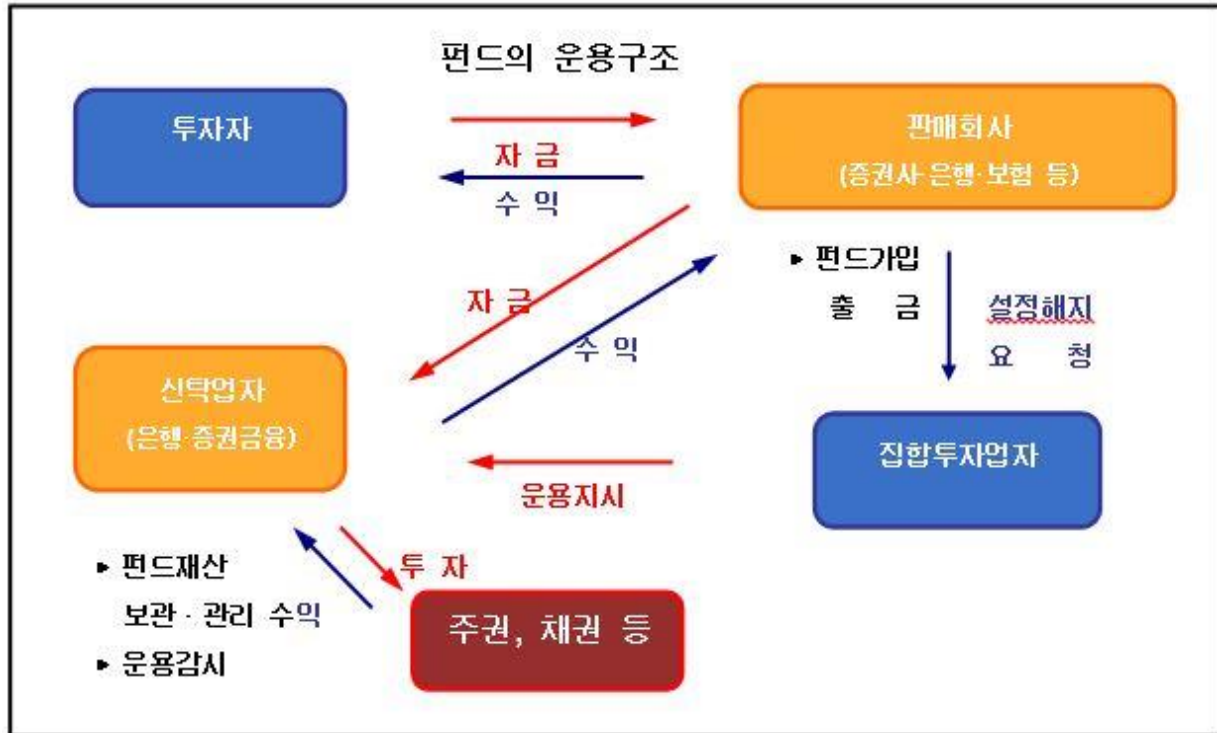 펀드의 운용구조
투자자
자 금
수 익
판매회사
(증권사·은행·보험 등)
▸ 펀드가입
출 금
설정해지
요 청
자 금
수 익
신탁업자
(은행·증권금융)
집합투자업자
운용지시
▸ 펀드재산
보관·관리 수익
▸ 운용감시
투 자
주권, 채권 등